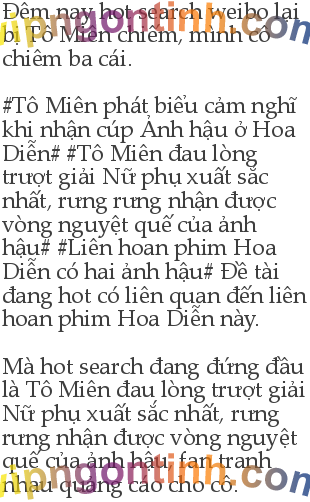 Đêm nay hot search weibo lại
bị Tô Miên chiếm, mình cô
chiêm ba cái.
#Tô Miên phát biểu cảm nghĩ
khi nhận cúp Ảnh hậu ở Hoa
Diễn# #Tô Miên đau lòng
trượt giải Nữ phụ xuất sắc
nhất, rưng rưng nhận được
vòng nguyệt quế của ảnh
hậu# #Liên hoan phim Hoa
Diễn có hai ảnh hậu# Đề tài
đang hot có liên quan đến liên
hoan phim Hoa Diễn này.
Mà hot search đang đứng đầu
là Tô Miên đau lòng trượt giải
Nữ phụ xuất sắc nhất, rưng
rưng nhận được vòng nguyệt
quế của ảnh hậu, fan tranh
nhau quảng cáo cho cô.
vipngontinh.com
vipngontinh.com